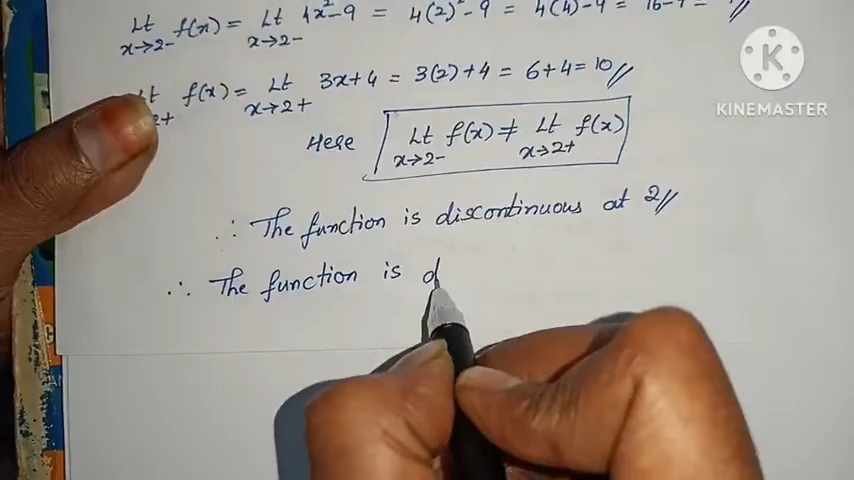 Lt f(x) = Lt 4x²-9 = 4(2)²-9 = 4(4)-9 = 16-9 =
x→2- x→2-
Lt f(x) = Lt 3x+4 = 3(2)+4 = 6+4 = 10 //
2+ x→2+
KINEMASTER
Here Lt f(x) ≠ Lt f(x)
x→2- x→2+
∴ The function is discontinuous at 2 //
∴ The function is d